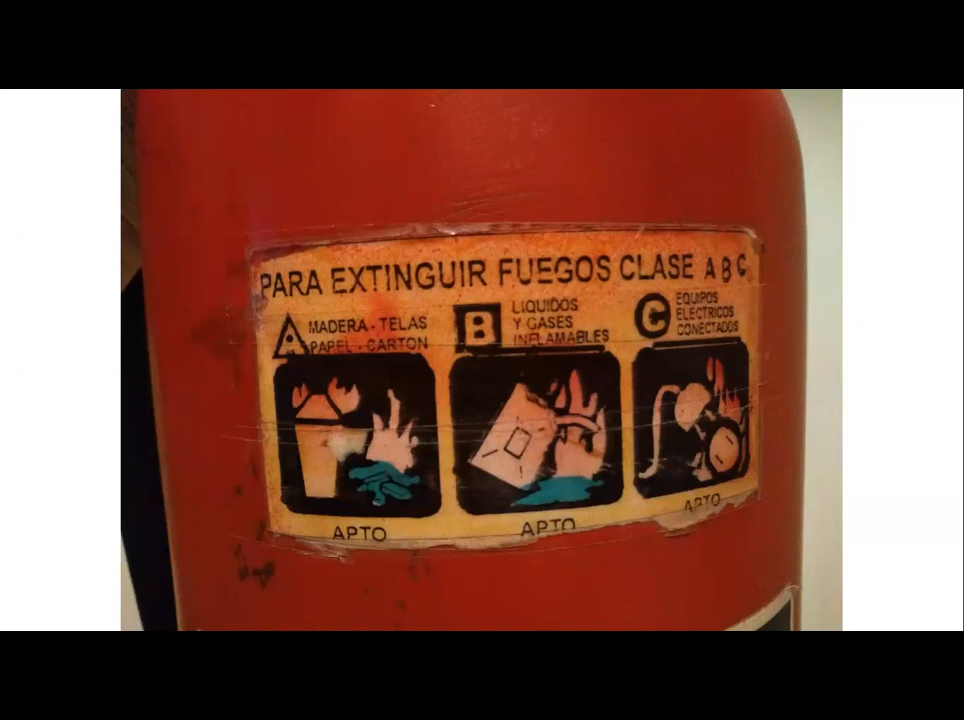 PARA EXTINGUIR FUEGOS CLASE A B C
A MADERA - TELAS
PAPEL - CARTON
B LIQUIDOS
Y GASES
INFLAMABLES
C EQUIPOS
ELECTRICOS
CONECTADOS
APTO APTO APTO